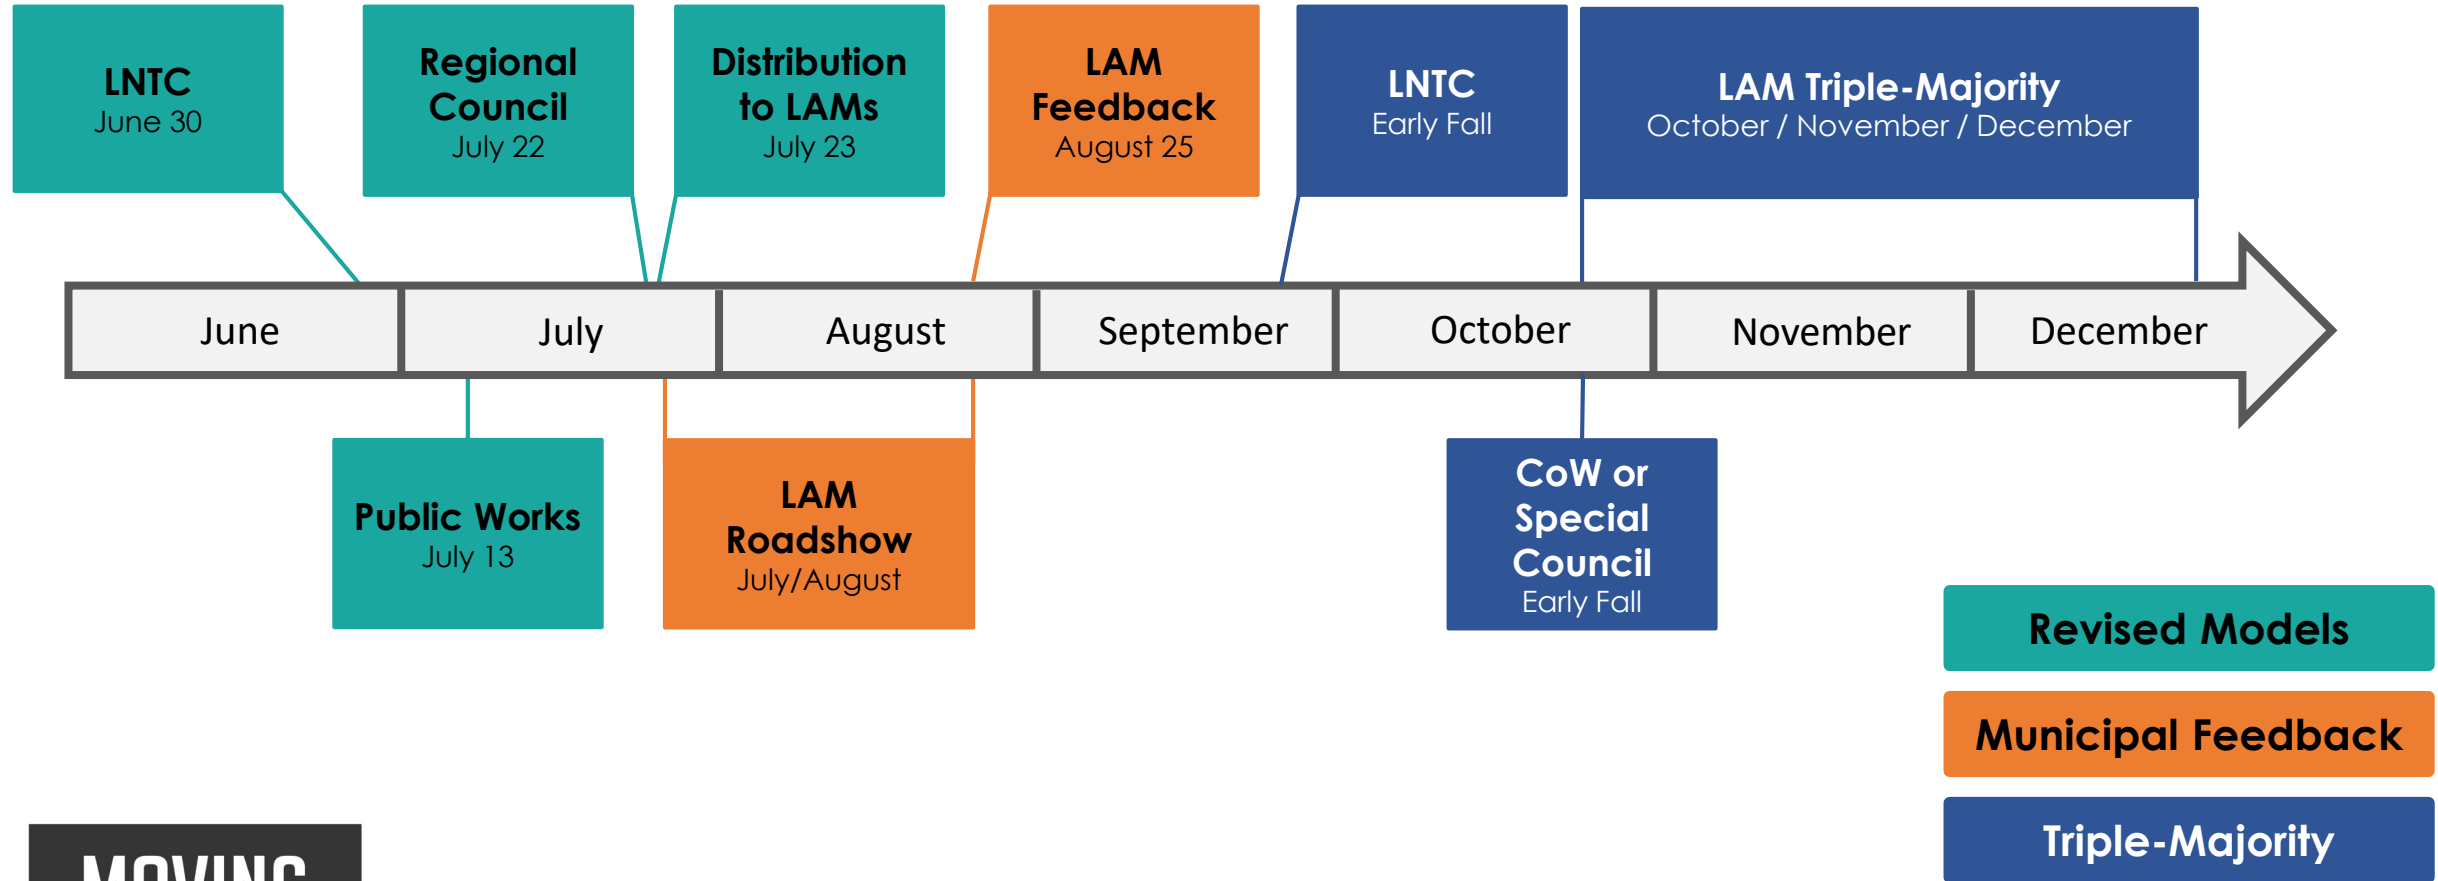 LNTC
June 30
Regional
Council
July 22
Distribution
to LAMs
July 23
LAM
Feedback
August 25
LNTC
Early Fall
LAM Triple-Majority
October / November / December
June
July
August
September
October
November
December
Public Works
July 13
LAM
Roadshow
July/August
CoW or
Special
Council
Early Fall
Revised Models
Municipal Feedback
Triple-Majority
MOVING